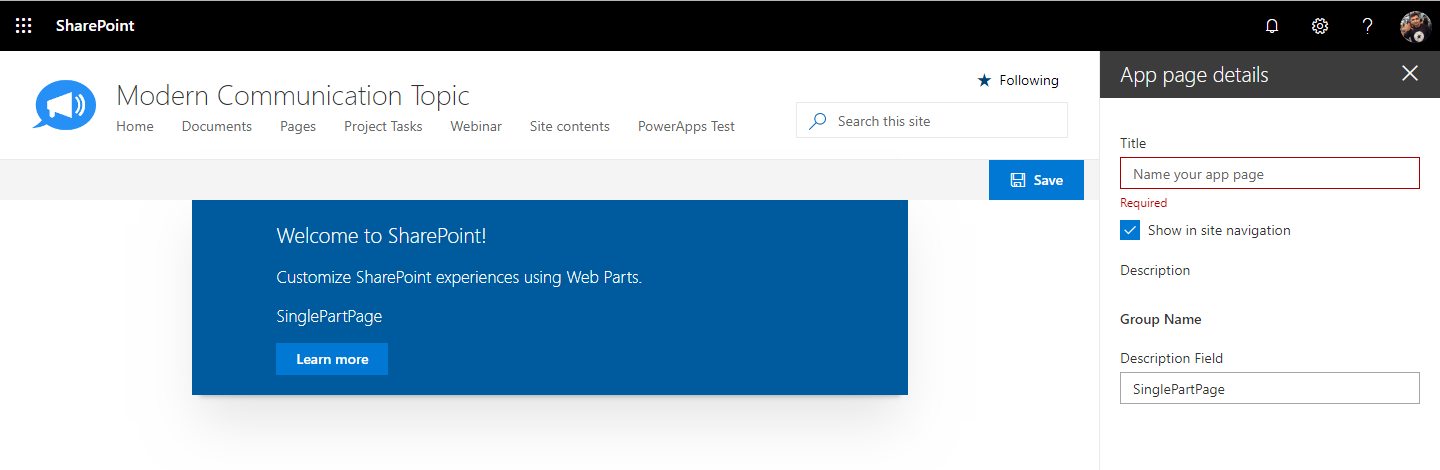 SharePoint
?
Modern Communication Topic
Following
Home Documents Pages Project Tasks Webinar Site contents PowerApps Test
Search this site
Save
Welcome to SharePoint!
Customize SharePoint experiences using Web Parts.
SinglePartPage
Learn more
App page details
Title
Name your app page
Required
Show in site navigation
Description
Group Name
Description Field
SinglePartPage